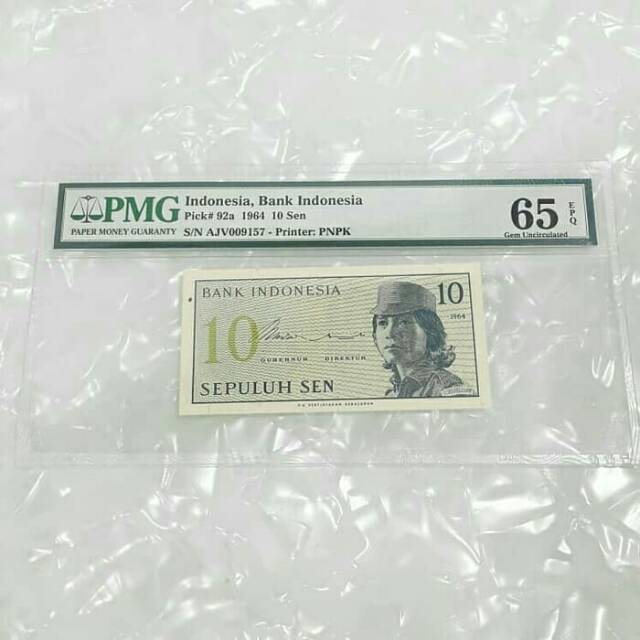 PMG
PAPER MONEY GUARANTY
Indonesia, Bank Indonesia
Pick# 92a 1964 10 Sen
S/N AJV009157 - Printer: PNPK
65 EPQ
Gem Uncirculated
BANK INDONESIA
10
1964
10
GUBERNUR DIREKTUR
SEPULUH SEN